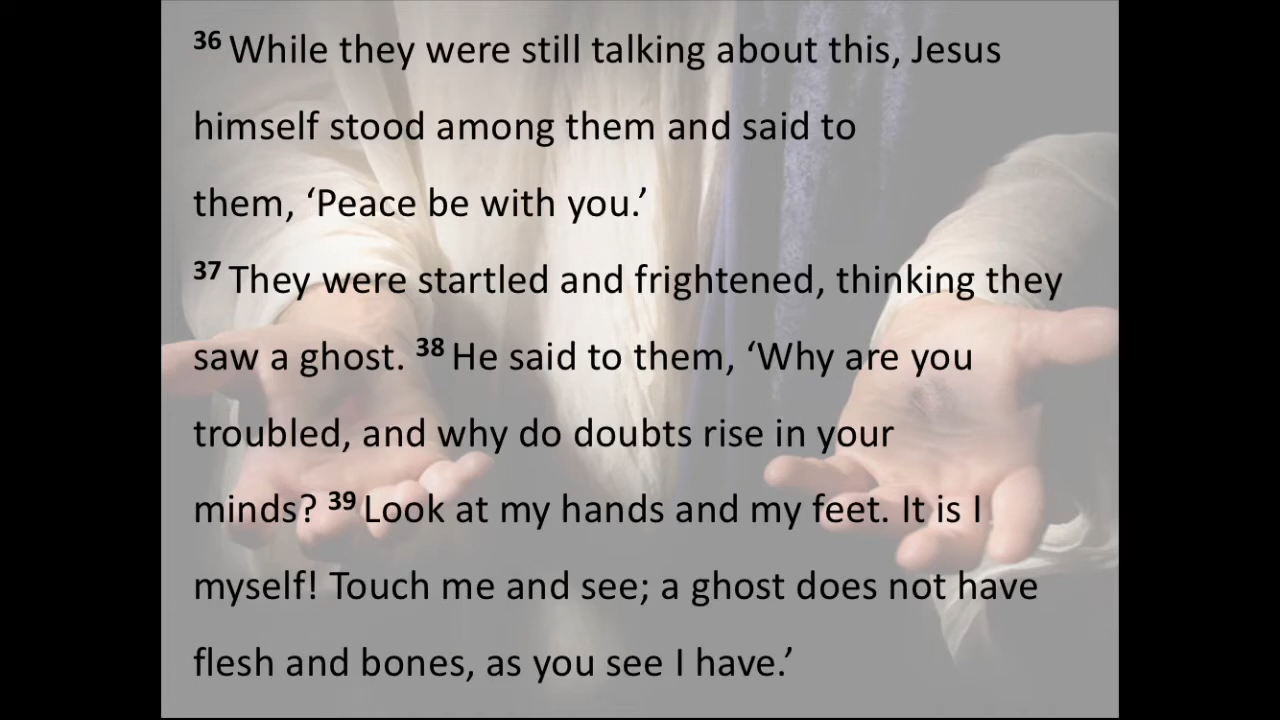 36 While they were still talking about this, Jesus
himself stood among them and said to
them, ‘Peace be with you.’
37 They were startled and frightened, thinking they
saw a ghost. 38 He said to them, ‘Why are you
troubled, and why do doubts rise in your
minds? 39 Look at my hands and my feet. It is I
myself! Touch me and see; a ghost does not have
flesh and bones, as you see I have.’